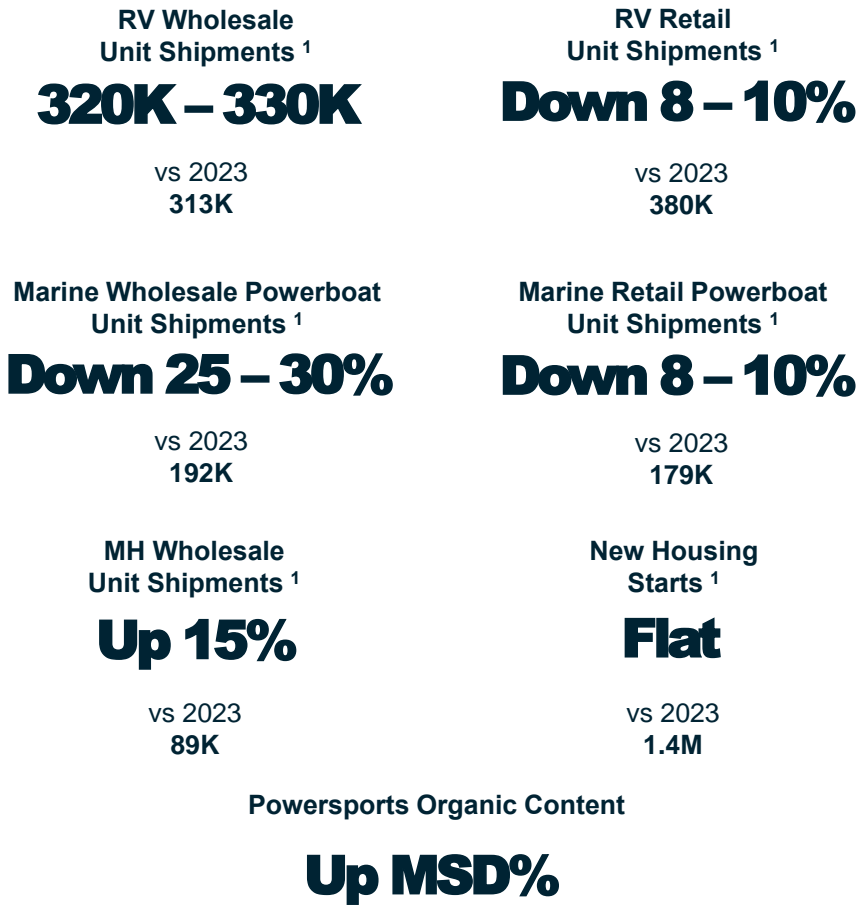 RV Wholesale
Unit Shipments ¹
320K – 330K
vs 2023
313K
RV Retail
Unit Shipments ¹
Down 8 – 10%
vs 2023
380K
Marine Wholesale Powerboat
Unit Shipments ¹
Down 25 – 30%
vs 2023
192K
Marine Retail Powerboat
Unit Shipments ¹
Down 8 – 10%
vs 2023
179K
MH Wholesale
Unit Shipments ¹
Up 15%
vs 2023
89K
New Housing
Starts ¹
Flat
vs 2023
1.4M
Powersports Organic Content
Up MSD%